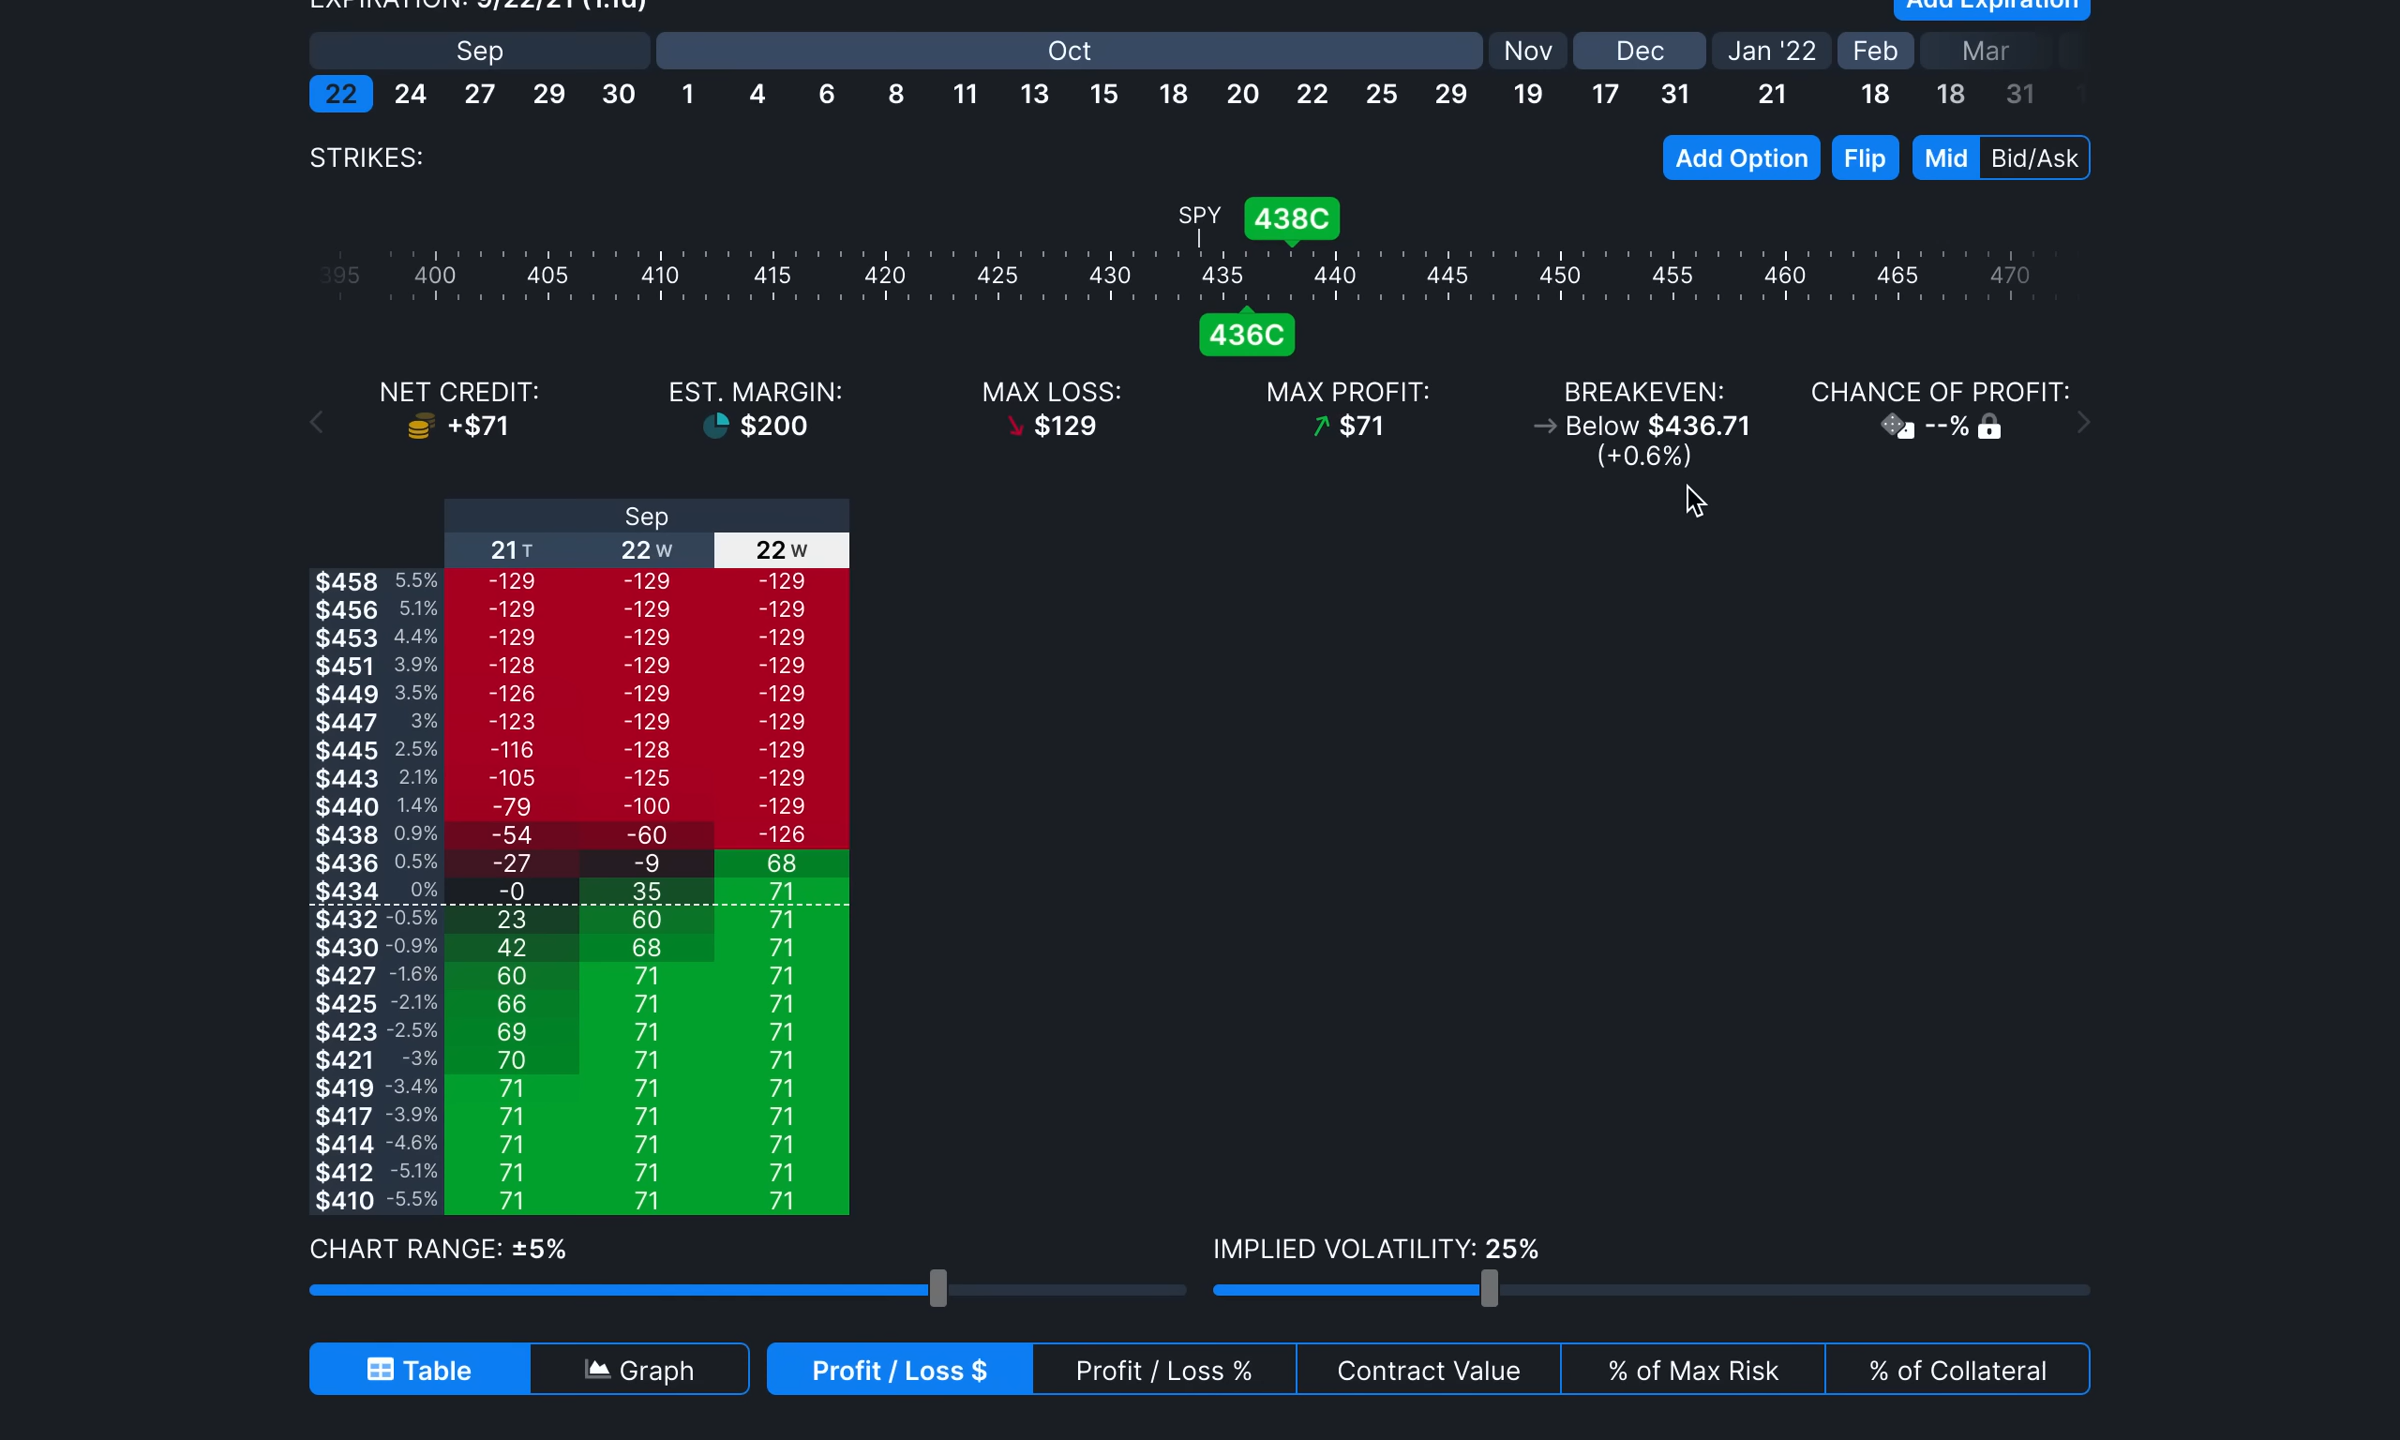 EXPIRATION: 9/22/21 (1.1d)
Add Expiration
Sep Oct Nov Dec Jan '22 Feb Mar
22 24 27 29 30 1 4 6 8 11 13 15 18 20 22 25 29 19 17 31 21 18 18 31
STRIKES:
Add Option Flip Mid Bid/Ask
SPY 438C
395 400 405 410 415 420 425 430 435 440 445 450 455 460 465 470
436C
NET CREDIT: EST. MARGIN: MAX LOSS: MAX PROFIT: BREAKEVEN: CHANCE OF PROFIT:
+$71 $200 $129 $71 Below $436.71 --%
(+0.6%)
Sep
21 T 22 W 22 W
$458 5.5% -129 -129 -129
$456 5.1% -129 -129 -129
$453 4.4% -129 -129 -129
$451 3.9% -128 -129 -129
$449 3.5% -126 -129 -129
$447 3% -123 -129 -129
$445 2.5% -116 -128 -129
$443 2.1% -105 -125 -129
$440 1.4% -79 -100 -129
$438 0.9% -54 -60 -126
$436 0.5% -27 -9 68
$434 0% -0 35 71
$432 -0.5% 23 60 71
$430 -0.9% 42 68 71
$427 -1.6% 60 71 71
$425 -2.1% 66 71 71
$423 -2.5% 69 71 71
$421 -3% 70 71 71
$419 -3.4% 71 71 71
$417 -3.9% 71 71 71
$414 -4.6% 71 71 71
$412 -5.1% 71 71 71
$410 -5.5% 71 71 71
CHART RANGE: ±5% IMPLIED VOLATILITY: 25%
Table Graph Profit / Loss $ Profit / Loss % Contract Value % of Max Risk % of Collateral